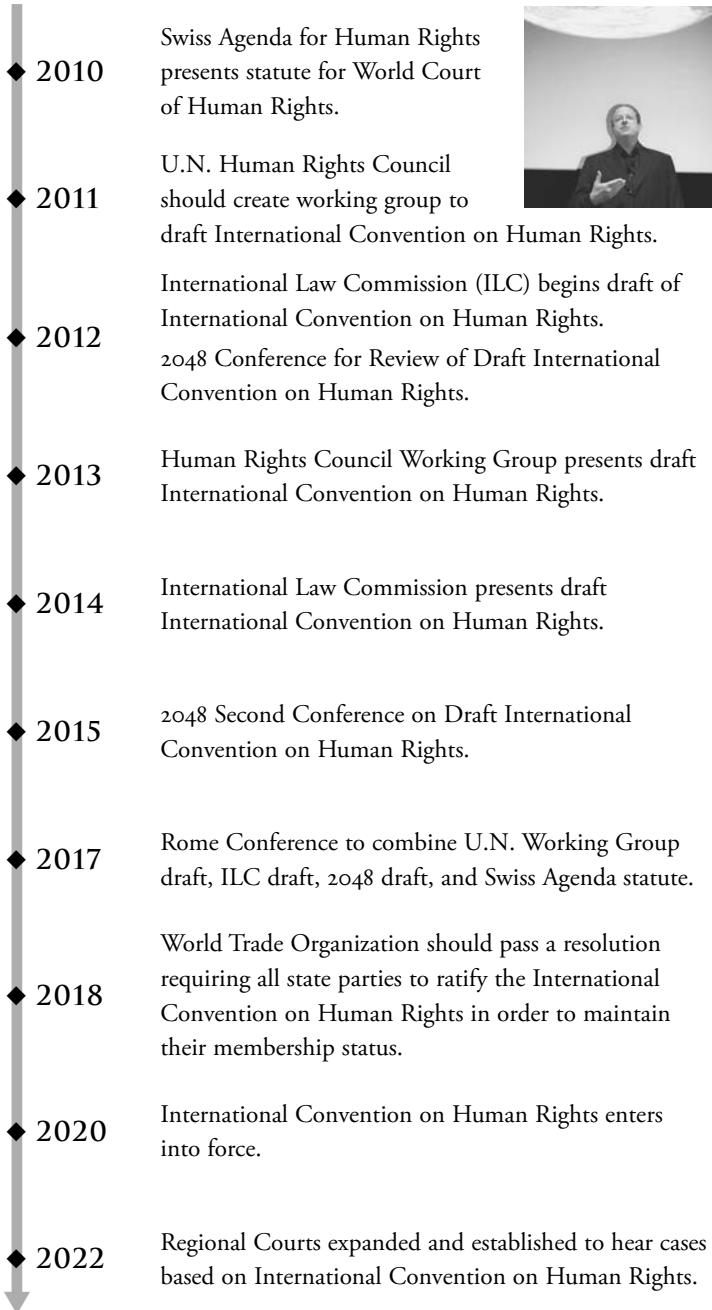 2010
Swiss Agenda for Human Rights
presents statute for World Court
of Human Rights.
2011
U.N. Human Rights Council
should create working group to
draft International Convention on Human Rights.
2012
International Law Commission (ILC) begins draft of
International Convention on Human Rights.
2048 Conference for Review of Draft International
Convention on Human Rights.
2013
Human Rights Council Working Group presents draft
International Convention on Human Rights.
2014
International Law Commission presents draft
International Convention on Human Rights.
2015
2048 Second Conference on Draft International
Convention on Human Rights.
2017
Rome Conference to combine U.N. Working Group
draft, ILC draft, 2048 draft, and Swiss Agenda statute.
2018
World Trade Organization should pass a resolution
requiring all state parties to ratify the International
Convention on Human Rights in order to maintain
their membership status.
2020
International Convention on Human Rights enters
into force.
2022
Regional Courts expanded and established to hear cases
based on International Convention on Human Rights.